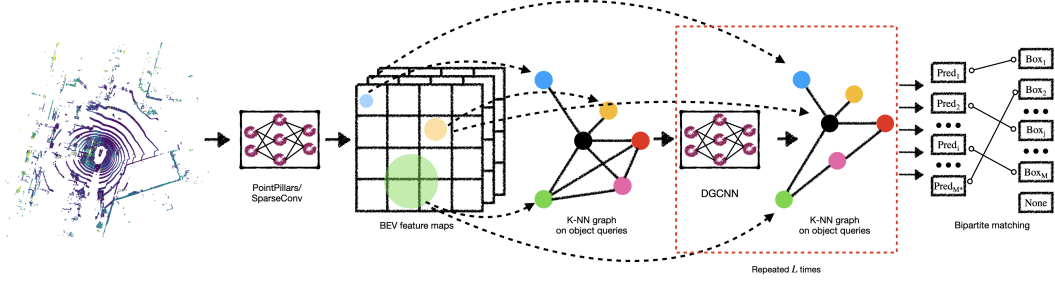 PointPillars/
SparseConv
BEV feature maps
K-NN graph
on object queries
DGCNN
K-NN graph
on object queries
Repeated L times
Pred1
Pred2
Predi
PredM*
Box1
Box2
Boxj
BoxM
None
Bipartite matching